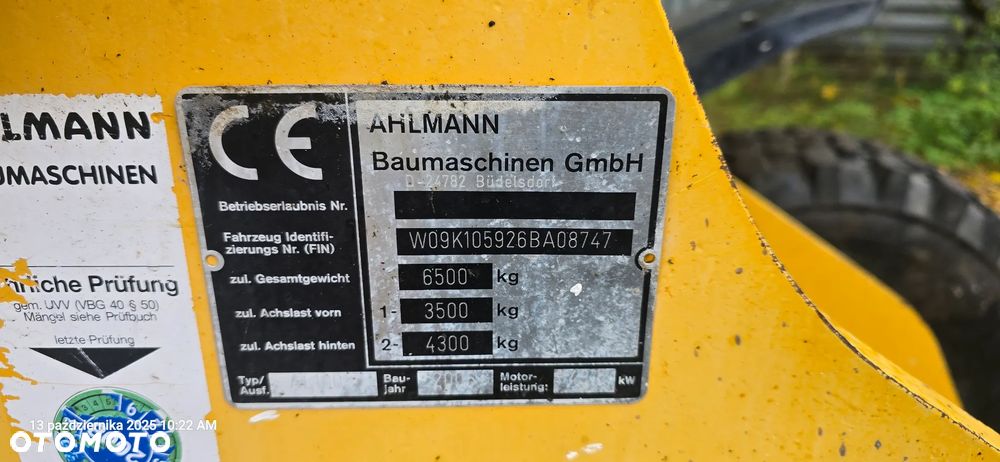 LMANN
UMASCHINEN
hrliche Prüfung
gem. UVV (VBG 40 § 50)
Mängel siehe Prüfbuch
letzte Prüfung
CE
AHLMANN
Baumaschinen GmbH
D-24782 Büdelsdorf
Betriebserlaubnis Nr.
Fahrzeug Identifi-
zierungs Nr. (FIN)
W09K105926BA08747
zul. Gesamtgewicht
6500 kg
zul. Achslast vorn
1- 3500 kg
zul. Achslast hinten
2- 4300 kg
Typ/
Ausf.
Bau-
jahr
Motor-
leistung:
kW
13 października 2025 10:22 AM
OTOMOTO